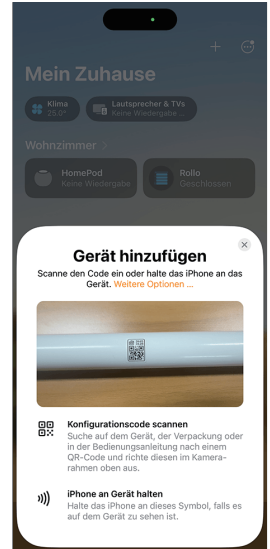 Mein Zuhause
Klima
28.0°
Lautsprecher & TVs
Keine Wiedergabe ...
Wohnzimmer >
HomePod
Keine Wiedergabe
Rollo
Geschlossen
Gerät hinzufügen
Scanne den Code ein oder halte das iPhone an das
Gerät. Weitere Optionen ...
Konfigurationscode scannen
Suche auf dem Gerät, der Verpackung oder
in der Bedienungsanleitung nach einem
QR-Code und richte diesen im Kamera-
rahmen oben aus.
iPhone an Gerät halten
Halte das iPhone an dieses Symbol, falls es
auf dem Gerät zu sehen ist.